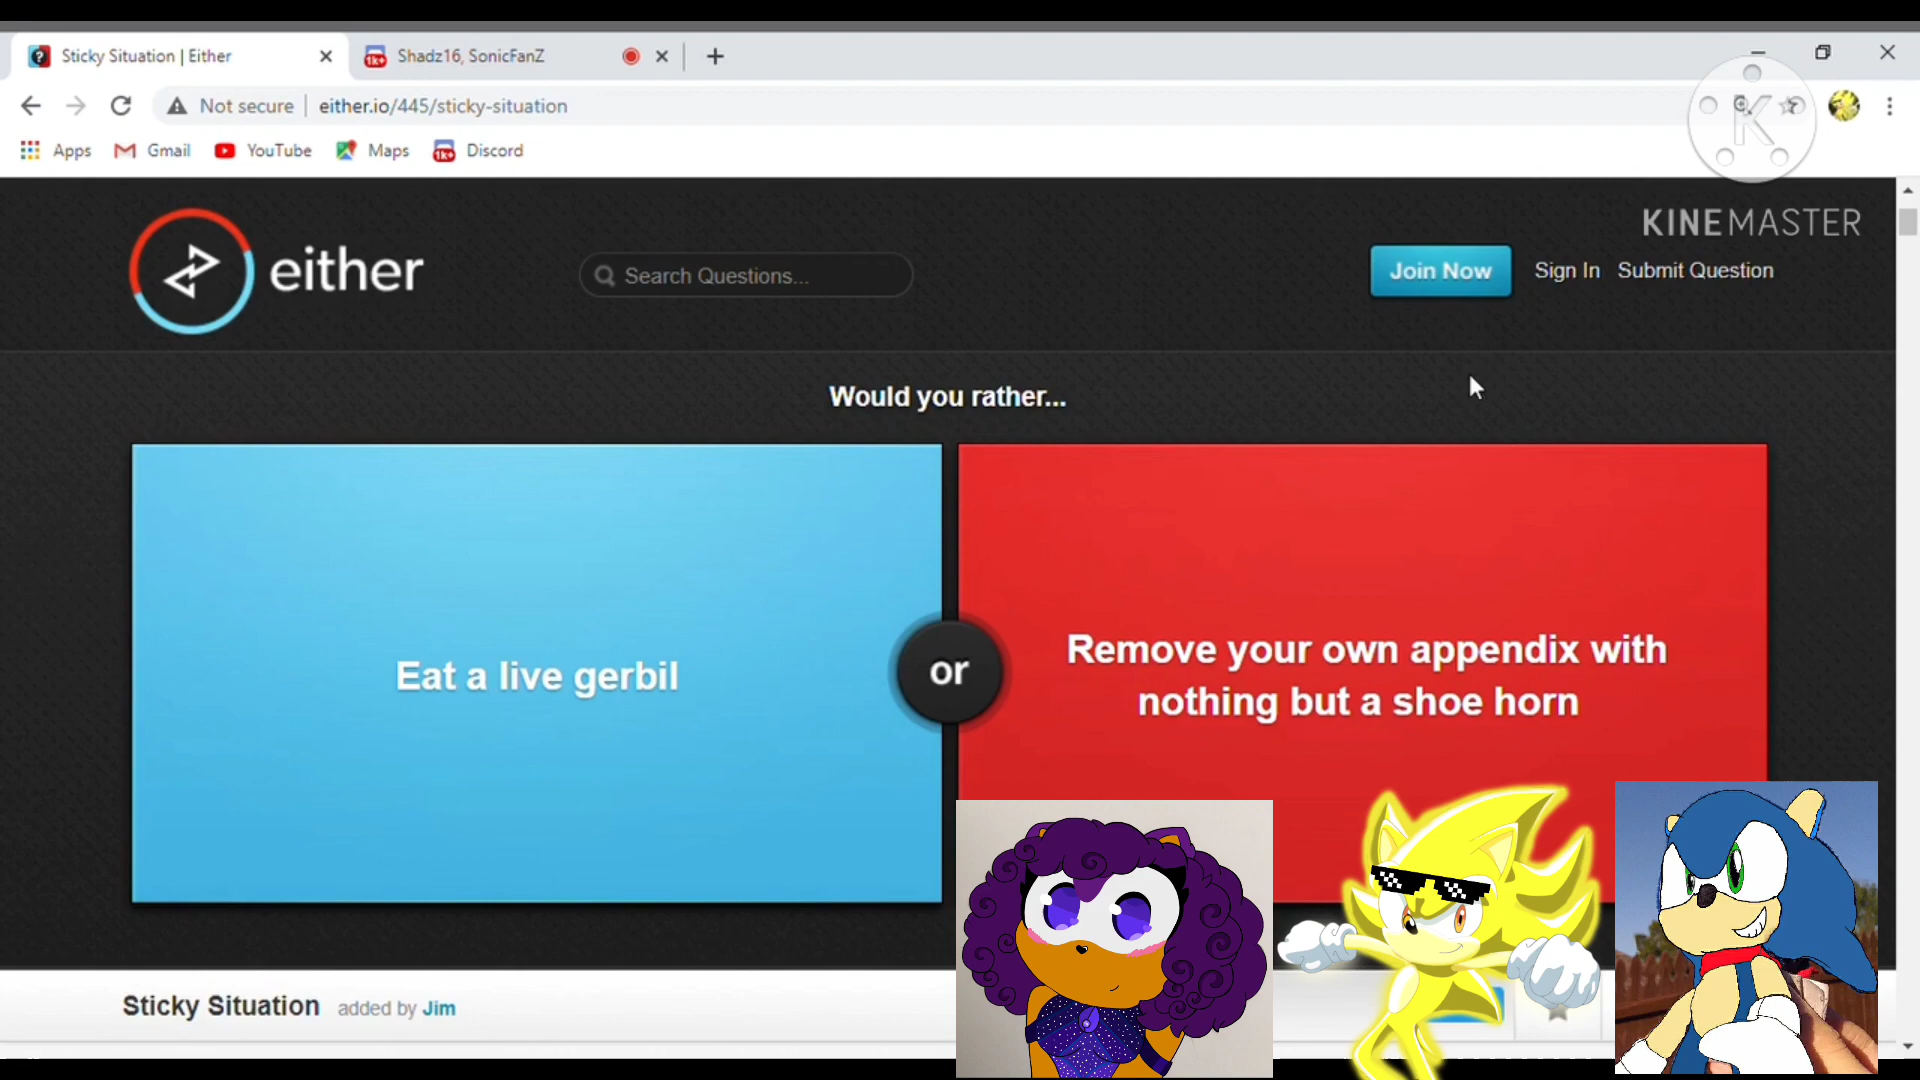 Sticky Situation | Either
Shadz16, SonicFanZ
Not secure
either.io/445/sticky-situation
Apps
Gmail
YouTube
Maps
1k+
Discord
K
KINEMASTER
either
Search Questions...
Join Now
Sign In
Submit Question
Would you rather...
Eat a live gerbil
or
Remove your own appendix with
nothing but a shoe horn
Sticky Situation
added by Jim